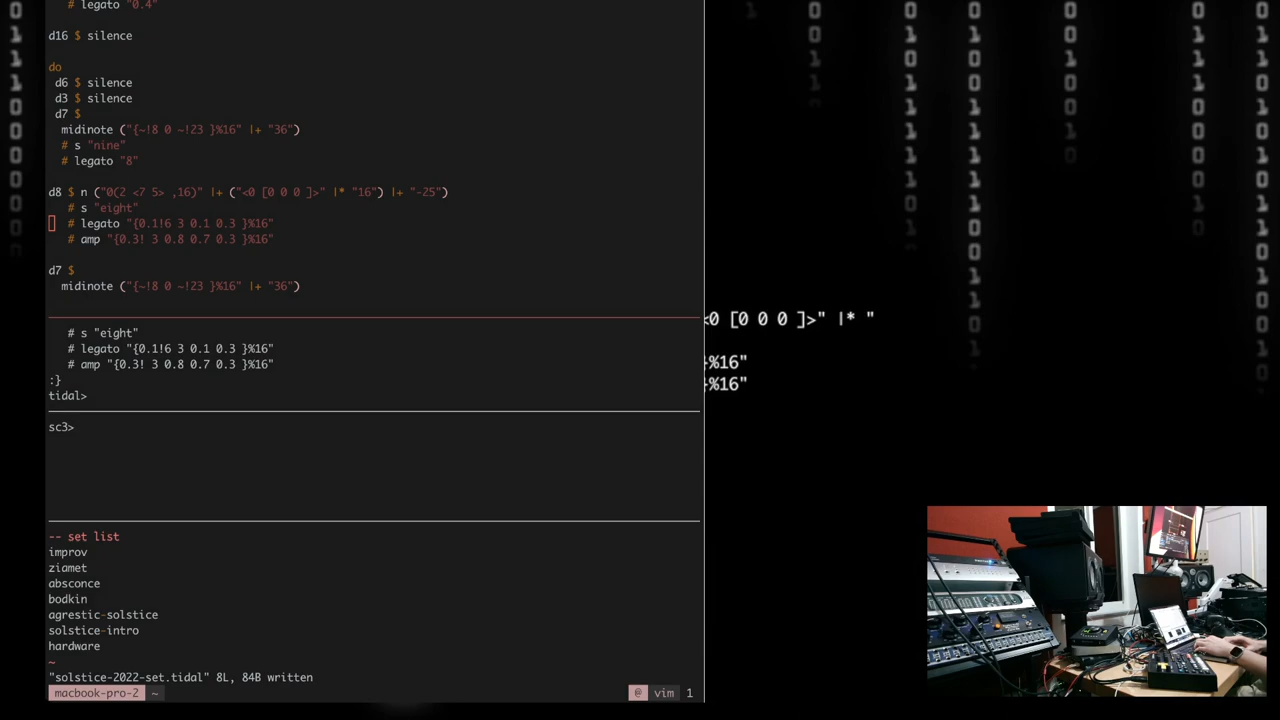 # legato "0.4"
d16 $ silence
do
d6 $ silence
d3 $ silence
d7 $
midinote ("{~!8 0 ~!23 }%16" |+ "36")
# s "nine"
# legato "8"
d8 $ n ("0(2 <7 5> ,16)" |+ ("<0 [0 0 0 ]>" |* "16") |+ "-25")
# s "eight"
# legato "{0.1!6 3 0.1 0.3 }%16"
# amp "{0.3! 3 0.8 0.7 0.3 }%16"
d7 $
midinote ("{~!8 0 ~!23 }%16" |+ "36")
# s "eight"
# legato "{0.1!6 3 0.1 0.3 }%16"
# amp "{0.3! 3 0.8 0.7 0.3 }%16"
:}
tidal>
sc3>
-- set list
improv
ziamet
absconce
bodkin
agrestic-solstice
solstice-intro
hardware
~
"solstice-2022-set.tidal" 8L, 84B written
macbook-pro-2 ~ @ vim 1
<0 [0 0 0 ]>" |* "
}%16"
}%16"